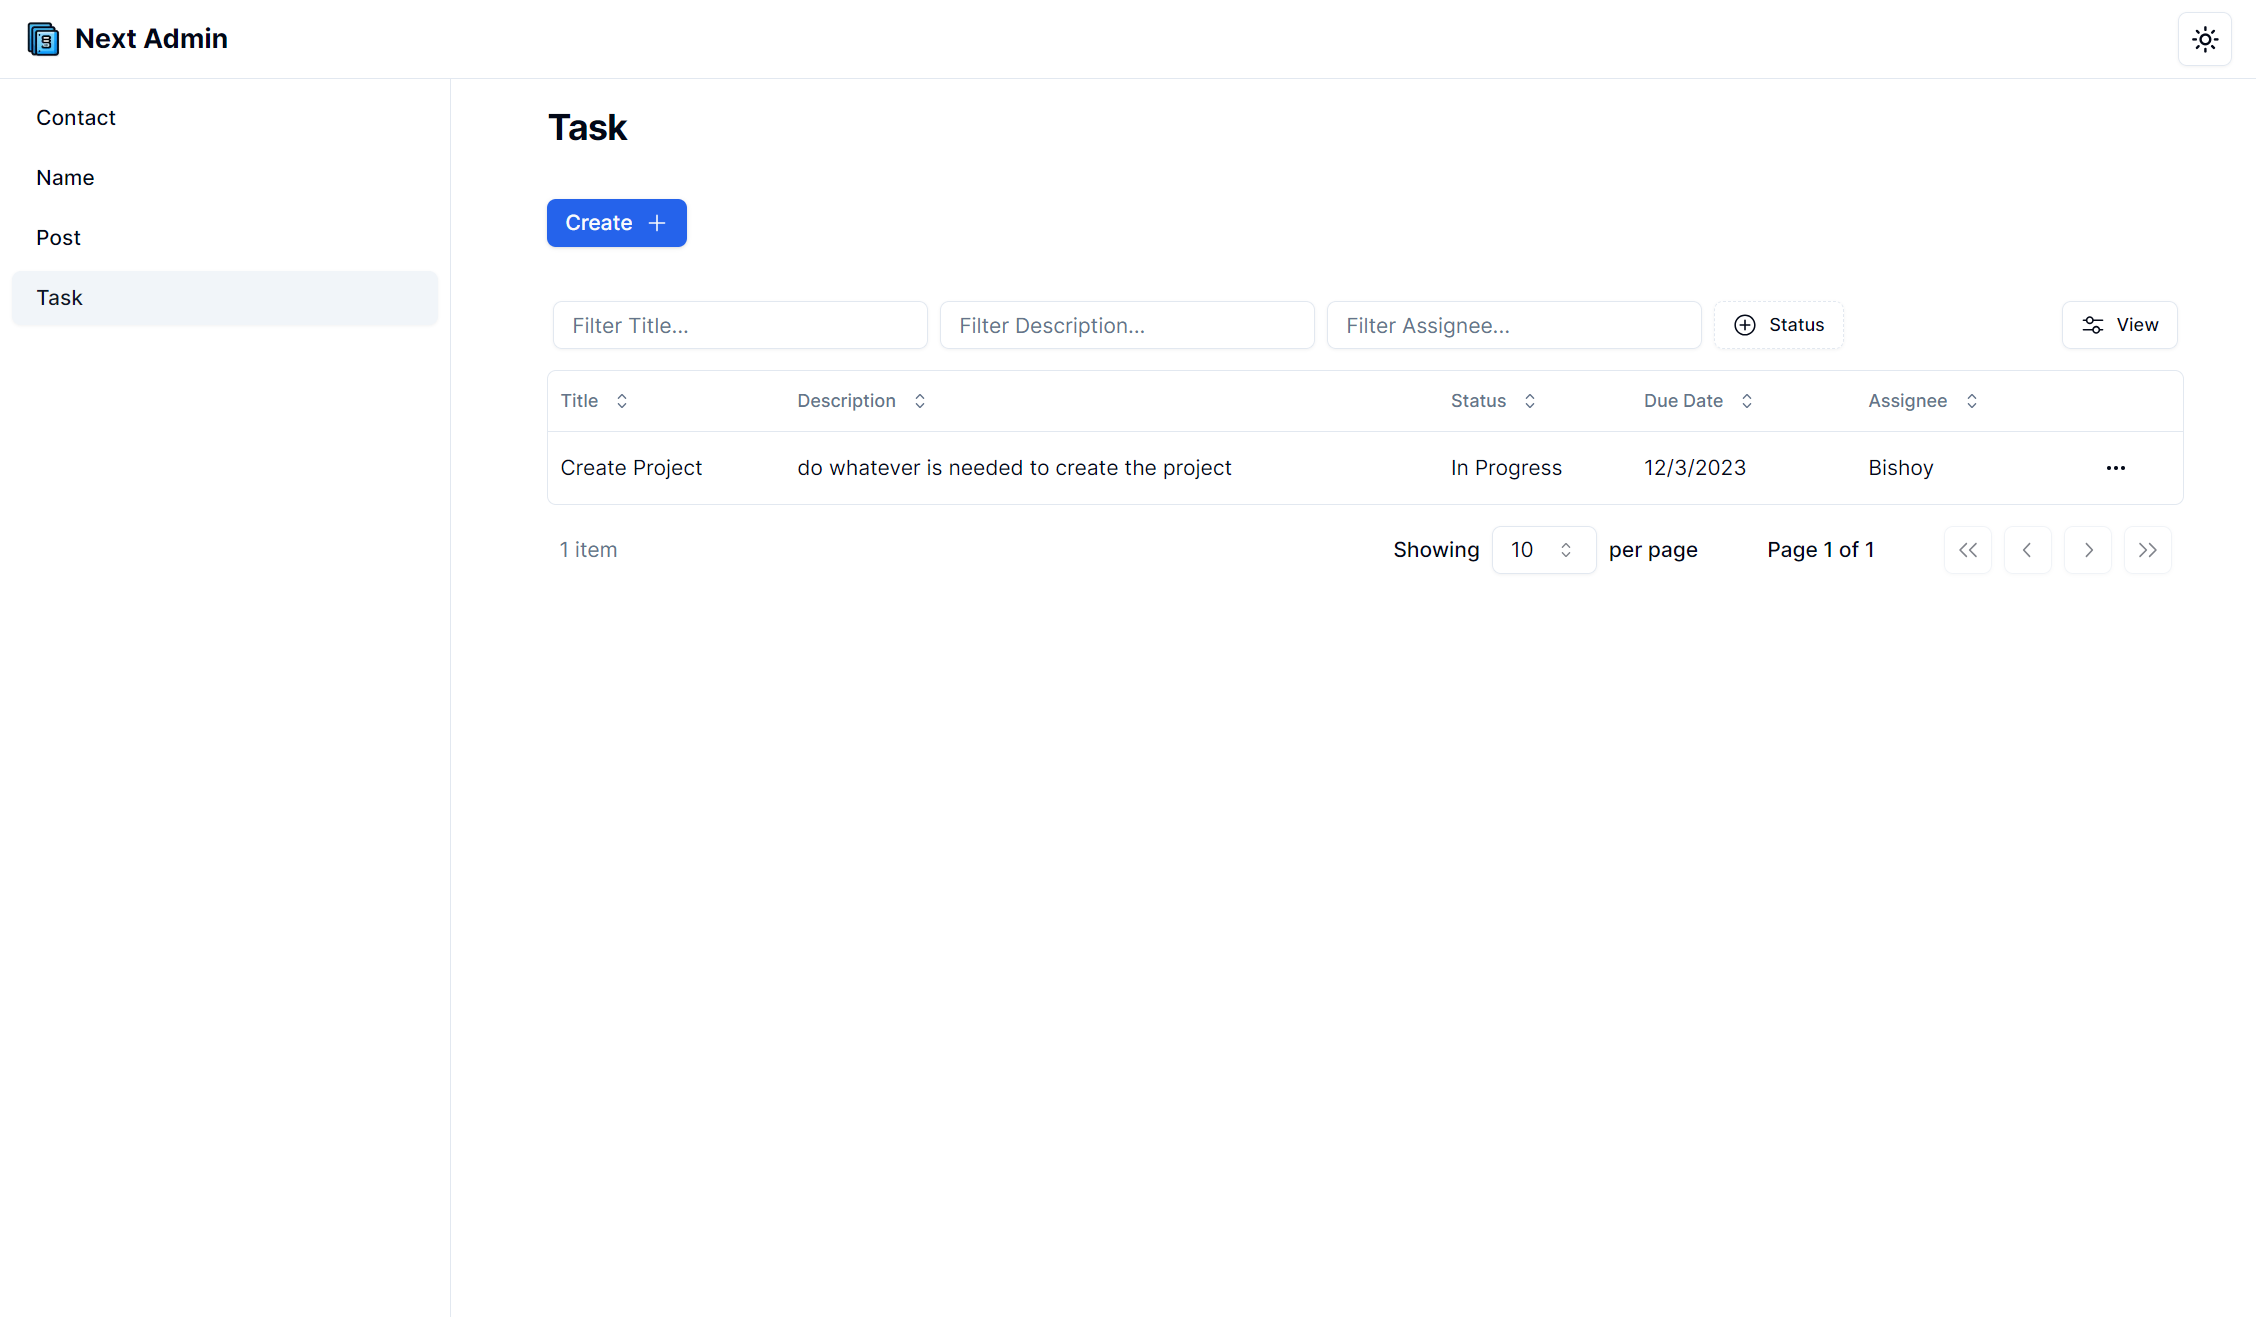 Next Admin
Contact
Name
Post
Task
Task
Create
Filter Title...
Filter Description...
Filter Assignee...
Status
View
Title Description Status Due Date Assignee
Create Project do whatever is needed to create the project In Progress 12/3/2023 Bishoy
1 item Showing 10 per page Page 1 of 1